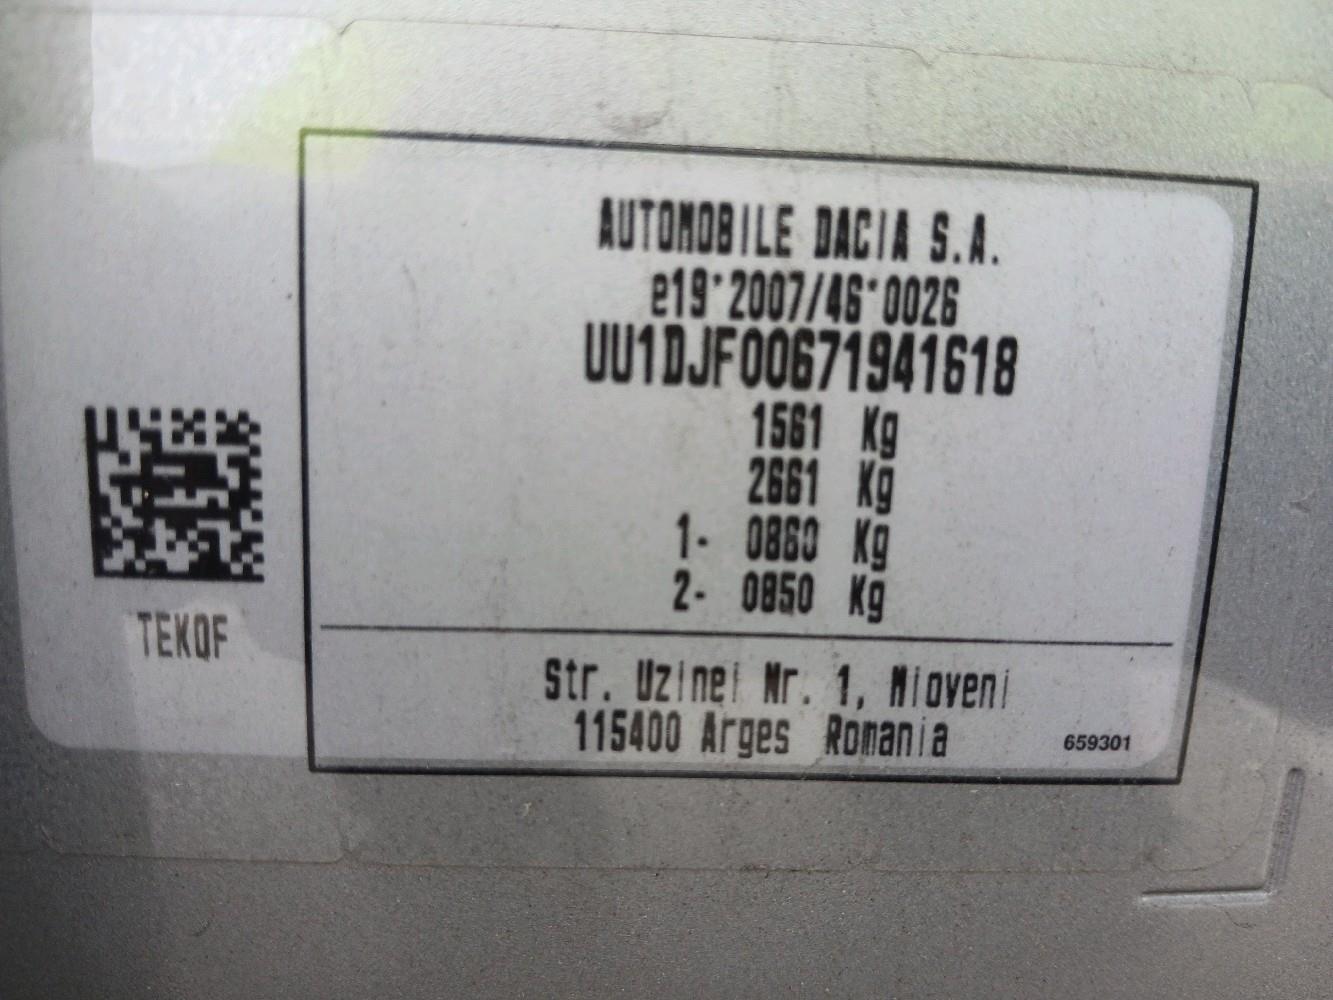 AUTOMOBILE DACIA S.A.
e19*2007/46*0026
UU1DJF00671941618
1561 Kg
2661 Kg
1- 0860 Kg
2- 0850 Kg
TEKQF
Str. Uzinei Nr. 1, Mioveni
115400 Arges Romania
659301